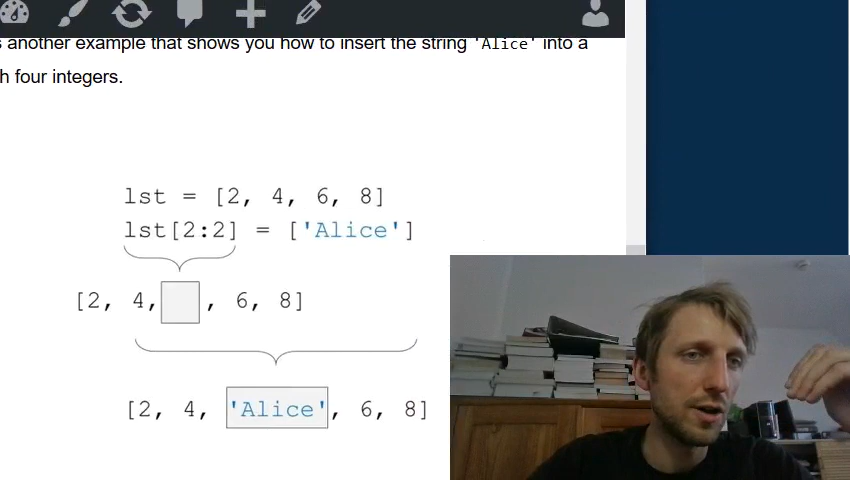 another example that shows you how to insert the string 'Alice' into a
h four integers.
lst = [2, 4, 6, 8]
lst[2:2] = ['Alice']
[2, 4, , 6, 8]
[2, 4, 'Alice', 6, 8]